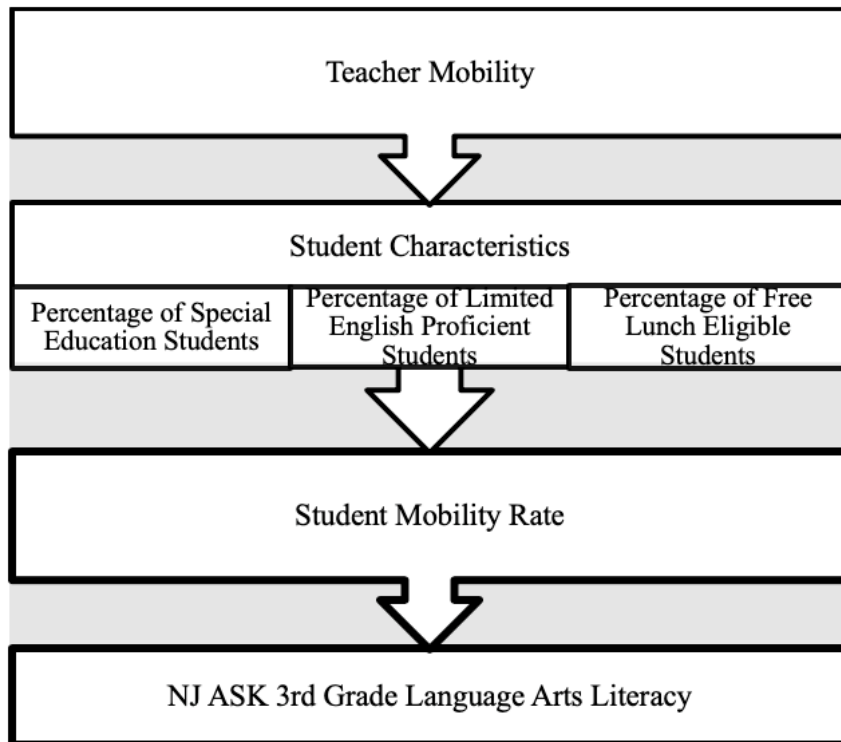 Teacher Mobility
Student Characteristics
Percentage of Special
Education Students
Percentage of Limited
English Proficient
Students
Percentage of Free
Lunch Eligible
Students
Student Mobility Rate
NJ ASK 3rd Grade Language Arts Literacy